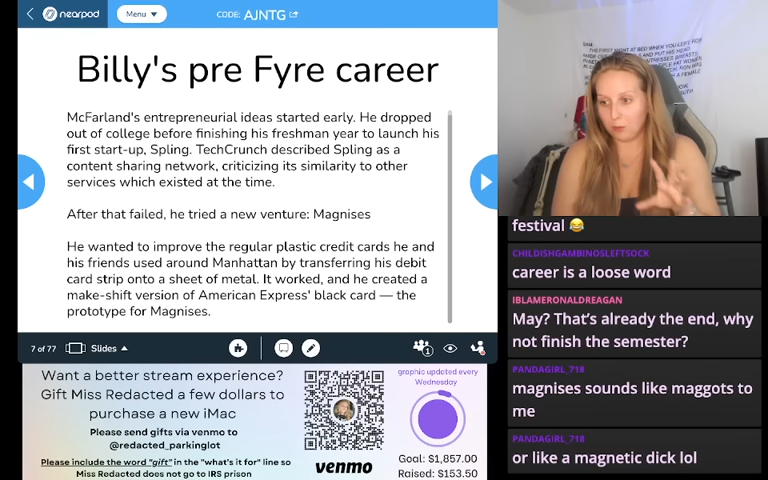 nearpod
Menu
CODE: AJNTG
Billy's pre Fyre career
McFarland's entrepreneurial ideas started early. He dropped
out of college before finishing his freshman year to launch his
first start-up, Spling. TechCrunch described Spling as a
content sharing network, criticizing its similarity to other
services which existed at the time.
After that failed, he tried a new venture: Magnises
He wanted to improve the regular plastic credit cards he and
his friends used around Manhattan by transferring his debit
card strip onto a sheet of metal. It worked, and he created a
make-shift version of American Express' black card — the
prototype for Magnises.
7 of 77
Slides
1
festival 😂
CHILDISHGAMBINOSLEFTSOCK
career is a loose word
IBLAMERONALDREAGAN
May? That's already the end, why
not finish the semester?
PANDAGIRL_718
magnises sounds like maggots to
me
PANDAGIRL_718
or like a magnetic dick lol
Want a better stream experience?
Gift Miss Redacted a few dollars to
purchase a new iMac
Please send gifts via venmo to
@redacted_parkinglot
Please include the word "gift" in the "what's it for" line so
Miss Redacted does not go to IRS prison
venmo
graphic updated every
Wednesday
Goal: $1,857.00
Raised: $153.50